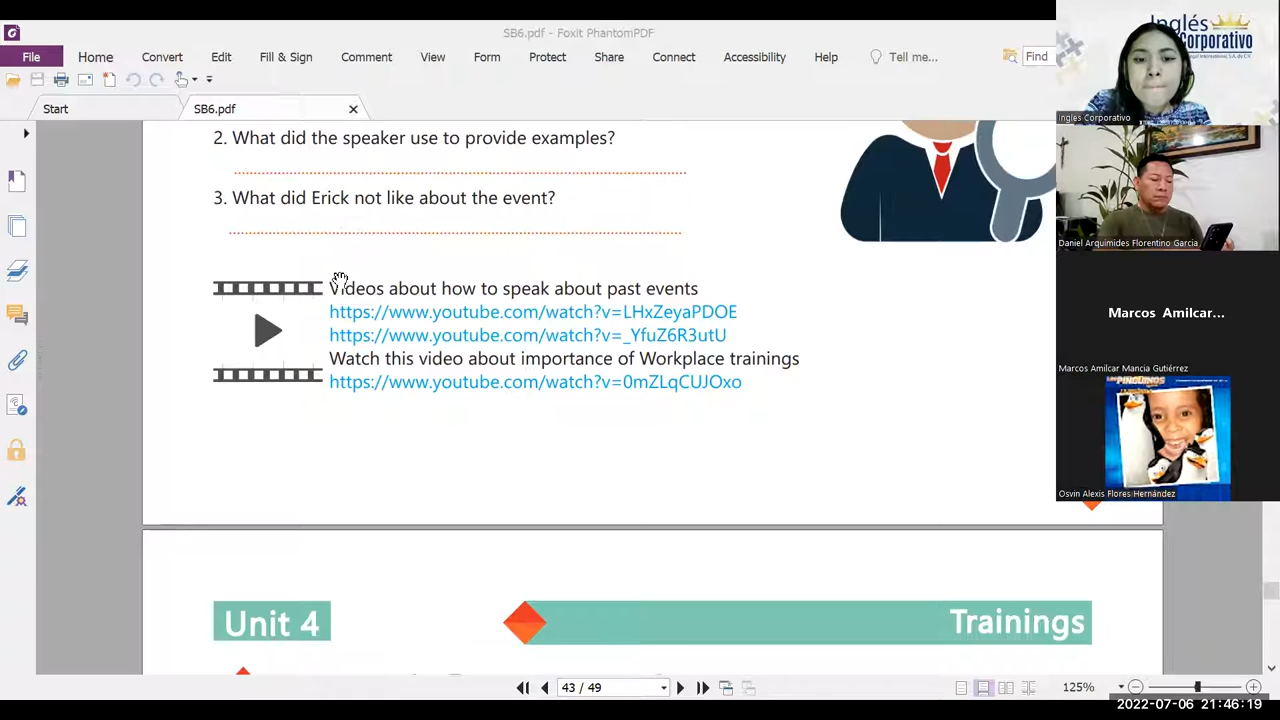 SB6.pdf - Foxit PhantomPDF
File Home Convert Edit Fill & Sign Comment View Form Protect Share Connect Accessibility Help Tell me... Find
Start SB6.pdf
2. What did the speaker use to provide examples?
3. What did Erick not like about the event?
Videos about how to speak about past events
https://www.youtube.com/watch?v=LHxZeyaPDOE
https://www.youtube.com/watch?v=_YfuZ6R3utU
Watch this video about importance of Workplace trainings
https://www.youtube.com/watch?v=0mZLqCUJOxo
Unit 4
Trainings
43 / 49
125%
Inglés
Corporativo
Ingles Corporativo
Daniel Arquimides Florentino Garcia
Marcos Amilcar...
Marcos Amilcar Mancia Gutiérrez
PINGÜINOS
Osvin Alexis Flores Hernández
2022-07-06 21:46:19